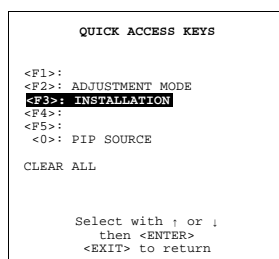 QUICK ACCESS KEYS
<F1>:
<F2>: ADJUSTMENT MODE
<F3>: INSTALLATION
<F4>:
<F5>:
<0>: PIP SOURCE
CLEAR ALL
Select with ↑ or ↓
then <ENTER>
<EXIT> to return